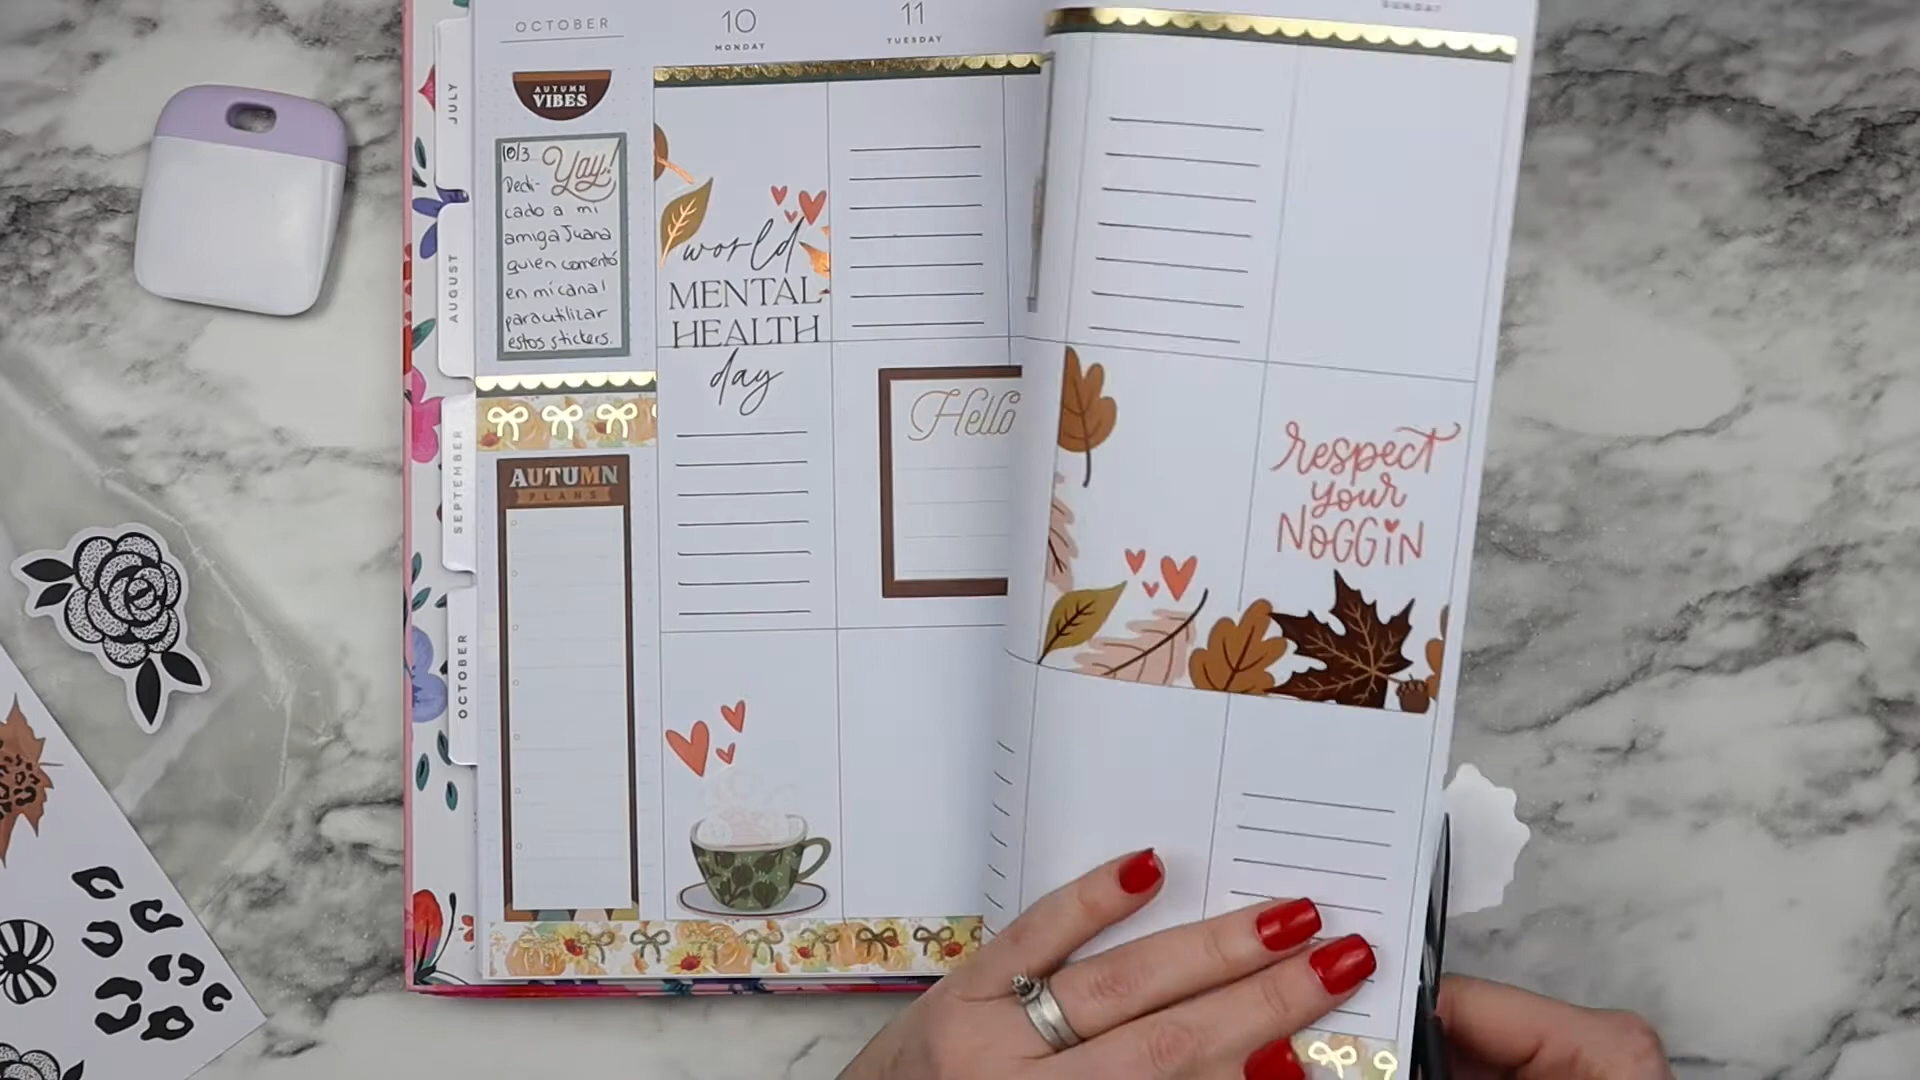 OCTOBER
10
MONDAY
11
TUESDAY
SUNDAY
JULY
AUGUST
SEPTEMBER
OCTOBER
AUTUMN
VIBES
10/3
Yay!
Dedi-
cado a mi
amiga Juana
quien comentó
en mi canal
para utilizar
estos stickers.
AUTUMN
PLANS
world
MENTAL
HEALTH
day
Hello
respect
your
NOGGIN